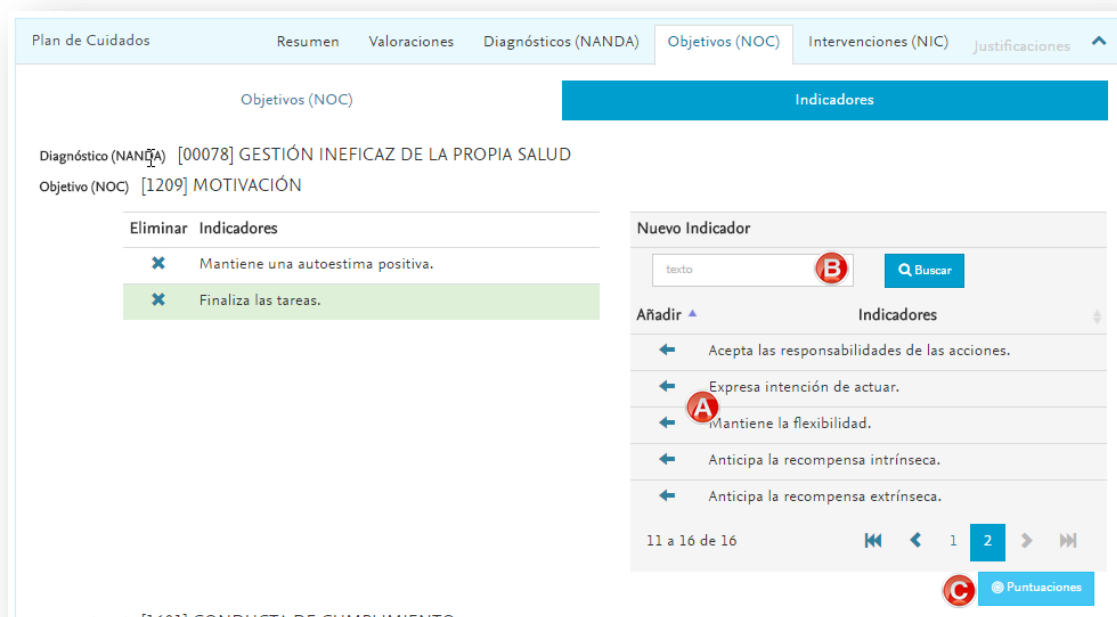 Plan de Cuidados Resumen Valoraciones Diagnósticos (NANDA) Objetivos (NOC) Intervenciones (NIC) Justificaciones
Objetivos (NOC) Indicadores
Diagnóstico (NANDA) [00078] GESTIÓN INEFICAZ DE LA PROPIA SALUD
Objetivo (NOC) [1209] MOTIVACIÓN
Eliminar Indicadores
Mantiene una autoestima positiva.
Finaliza las tareas.
Nuevo Indicador
texto B Buscar
Añadir Indicadores
Acepta las responsabilidades de las acciones.
Expresa intención de actuar.
A
Mantiene la flexibilidad.
Anticipa la recompensa intrínseca.
Anticipa la recompensa extrínseca.
11 a 16 de 16 1 2
C Puntuaciones
CONDUCTA DE CUMPLIMIENTO